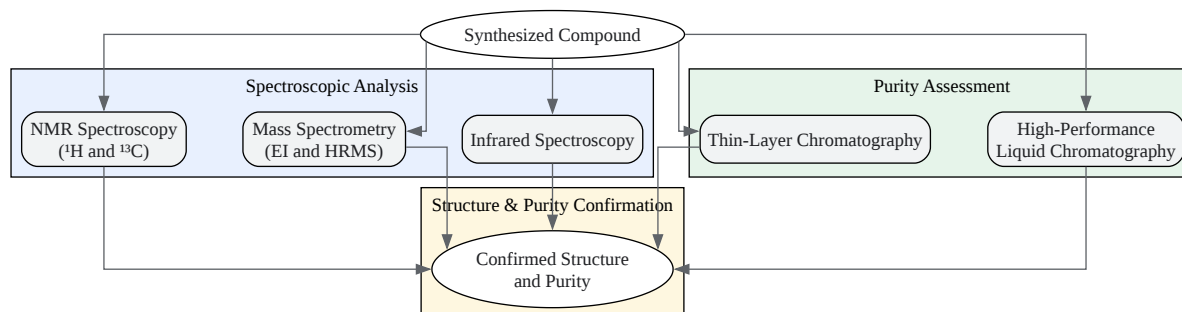 Synthesized Compound
Spectroscopic Analysis
Purity Assessment
NMR Spectroscopy
(¹H and ¹³C)
Mass Spectrometry
(EI and HRMS)
Infrared Spectroscopy
Thin-Layer Chromatography
High-Performance
Liquid Chromatography
Structure & Purity Confirmation
Confirmed Structure
and Purity